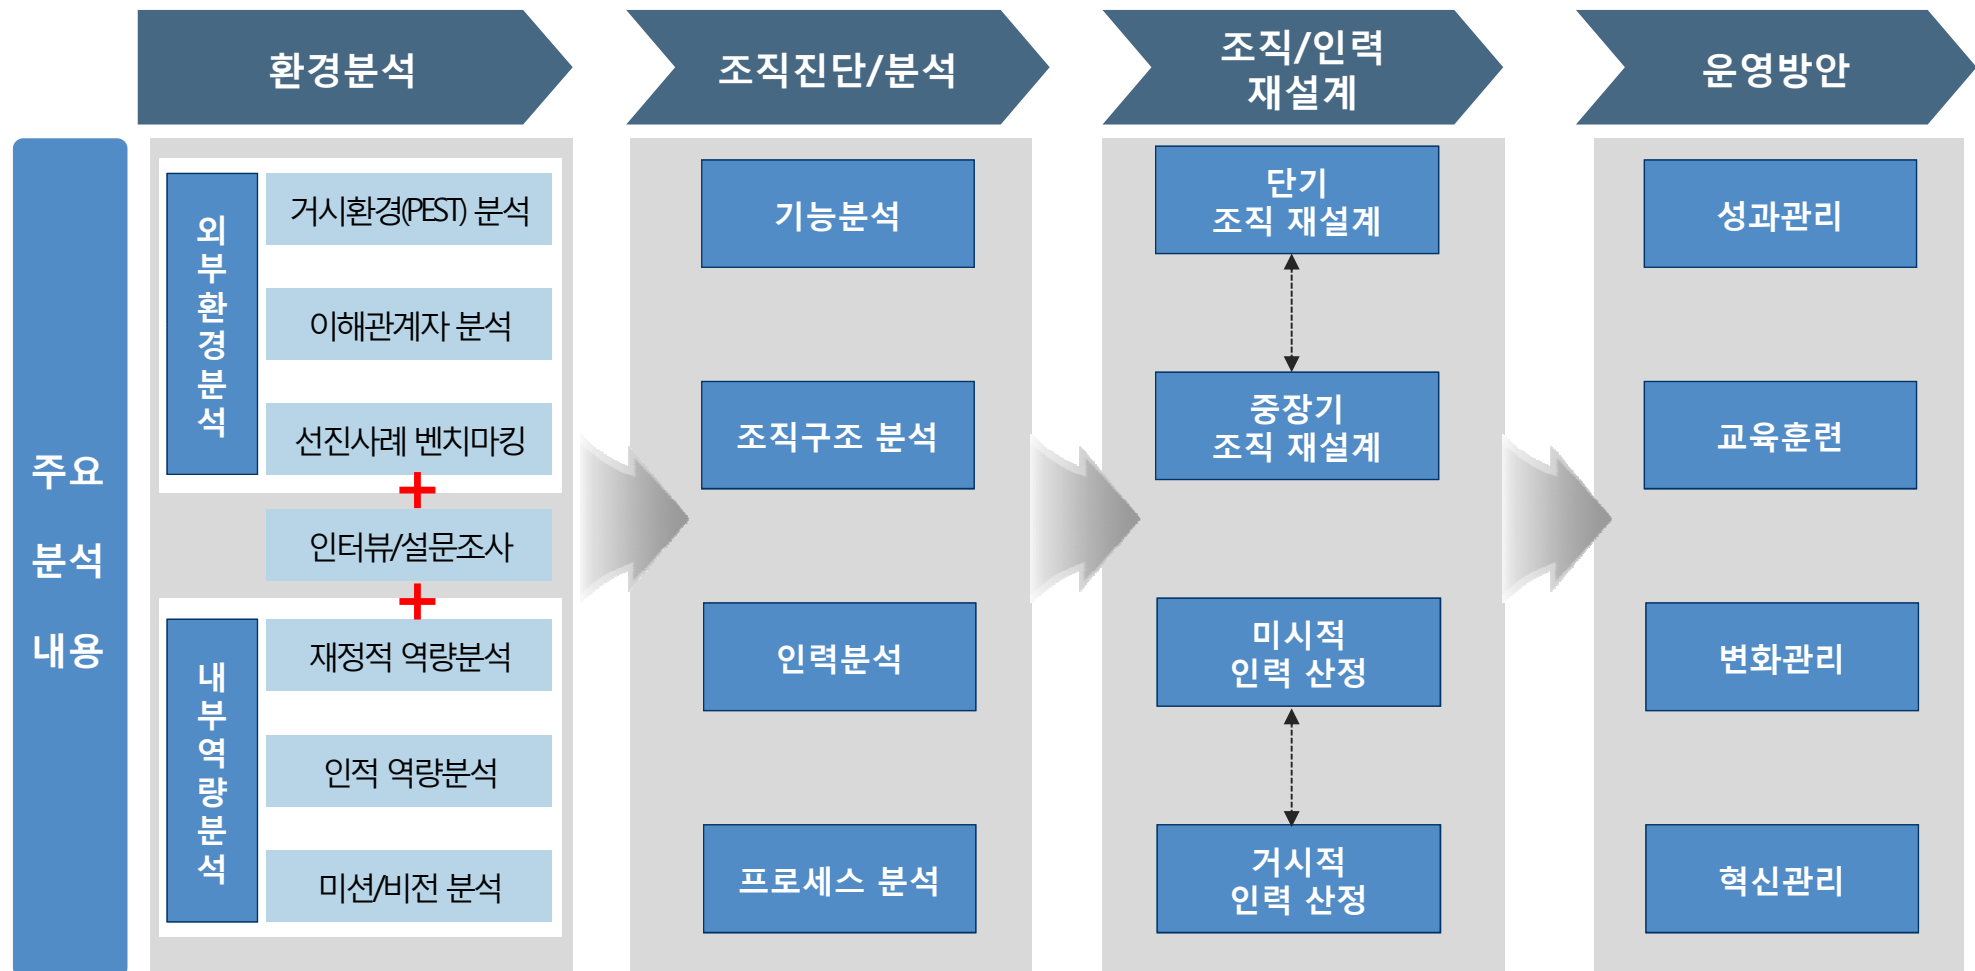 환경분석
조직진단/분석
조직/인력
재설계
운영방안
주요
분석
내용
외부환경분석
거시환경(PEST) 분석
이해관계자 분석
선진사례 벤치마킹
+
인터뷰/설문조사
+
내부역량분석
재정적 역량분석
인적 역량분석
미션/비전 분석
기능분석
조직구조 분석
인력분석
프로세스 분석
단기
조직 재설계
중장기
조직 재설계
미시적
인력 산정
거시적
인력 산정
성과관리
교육훈련
변화관리
혁신관리